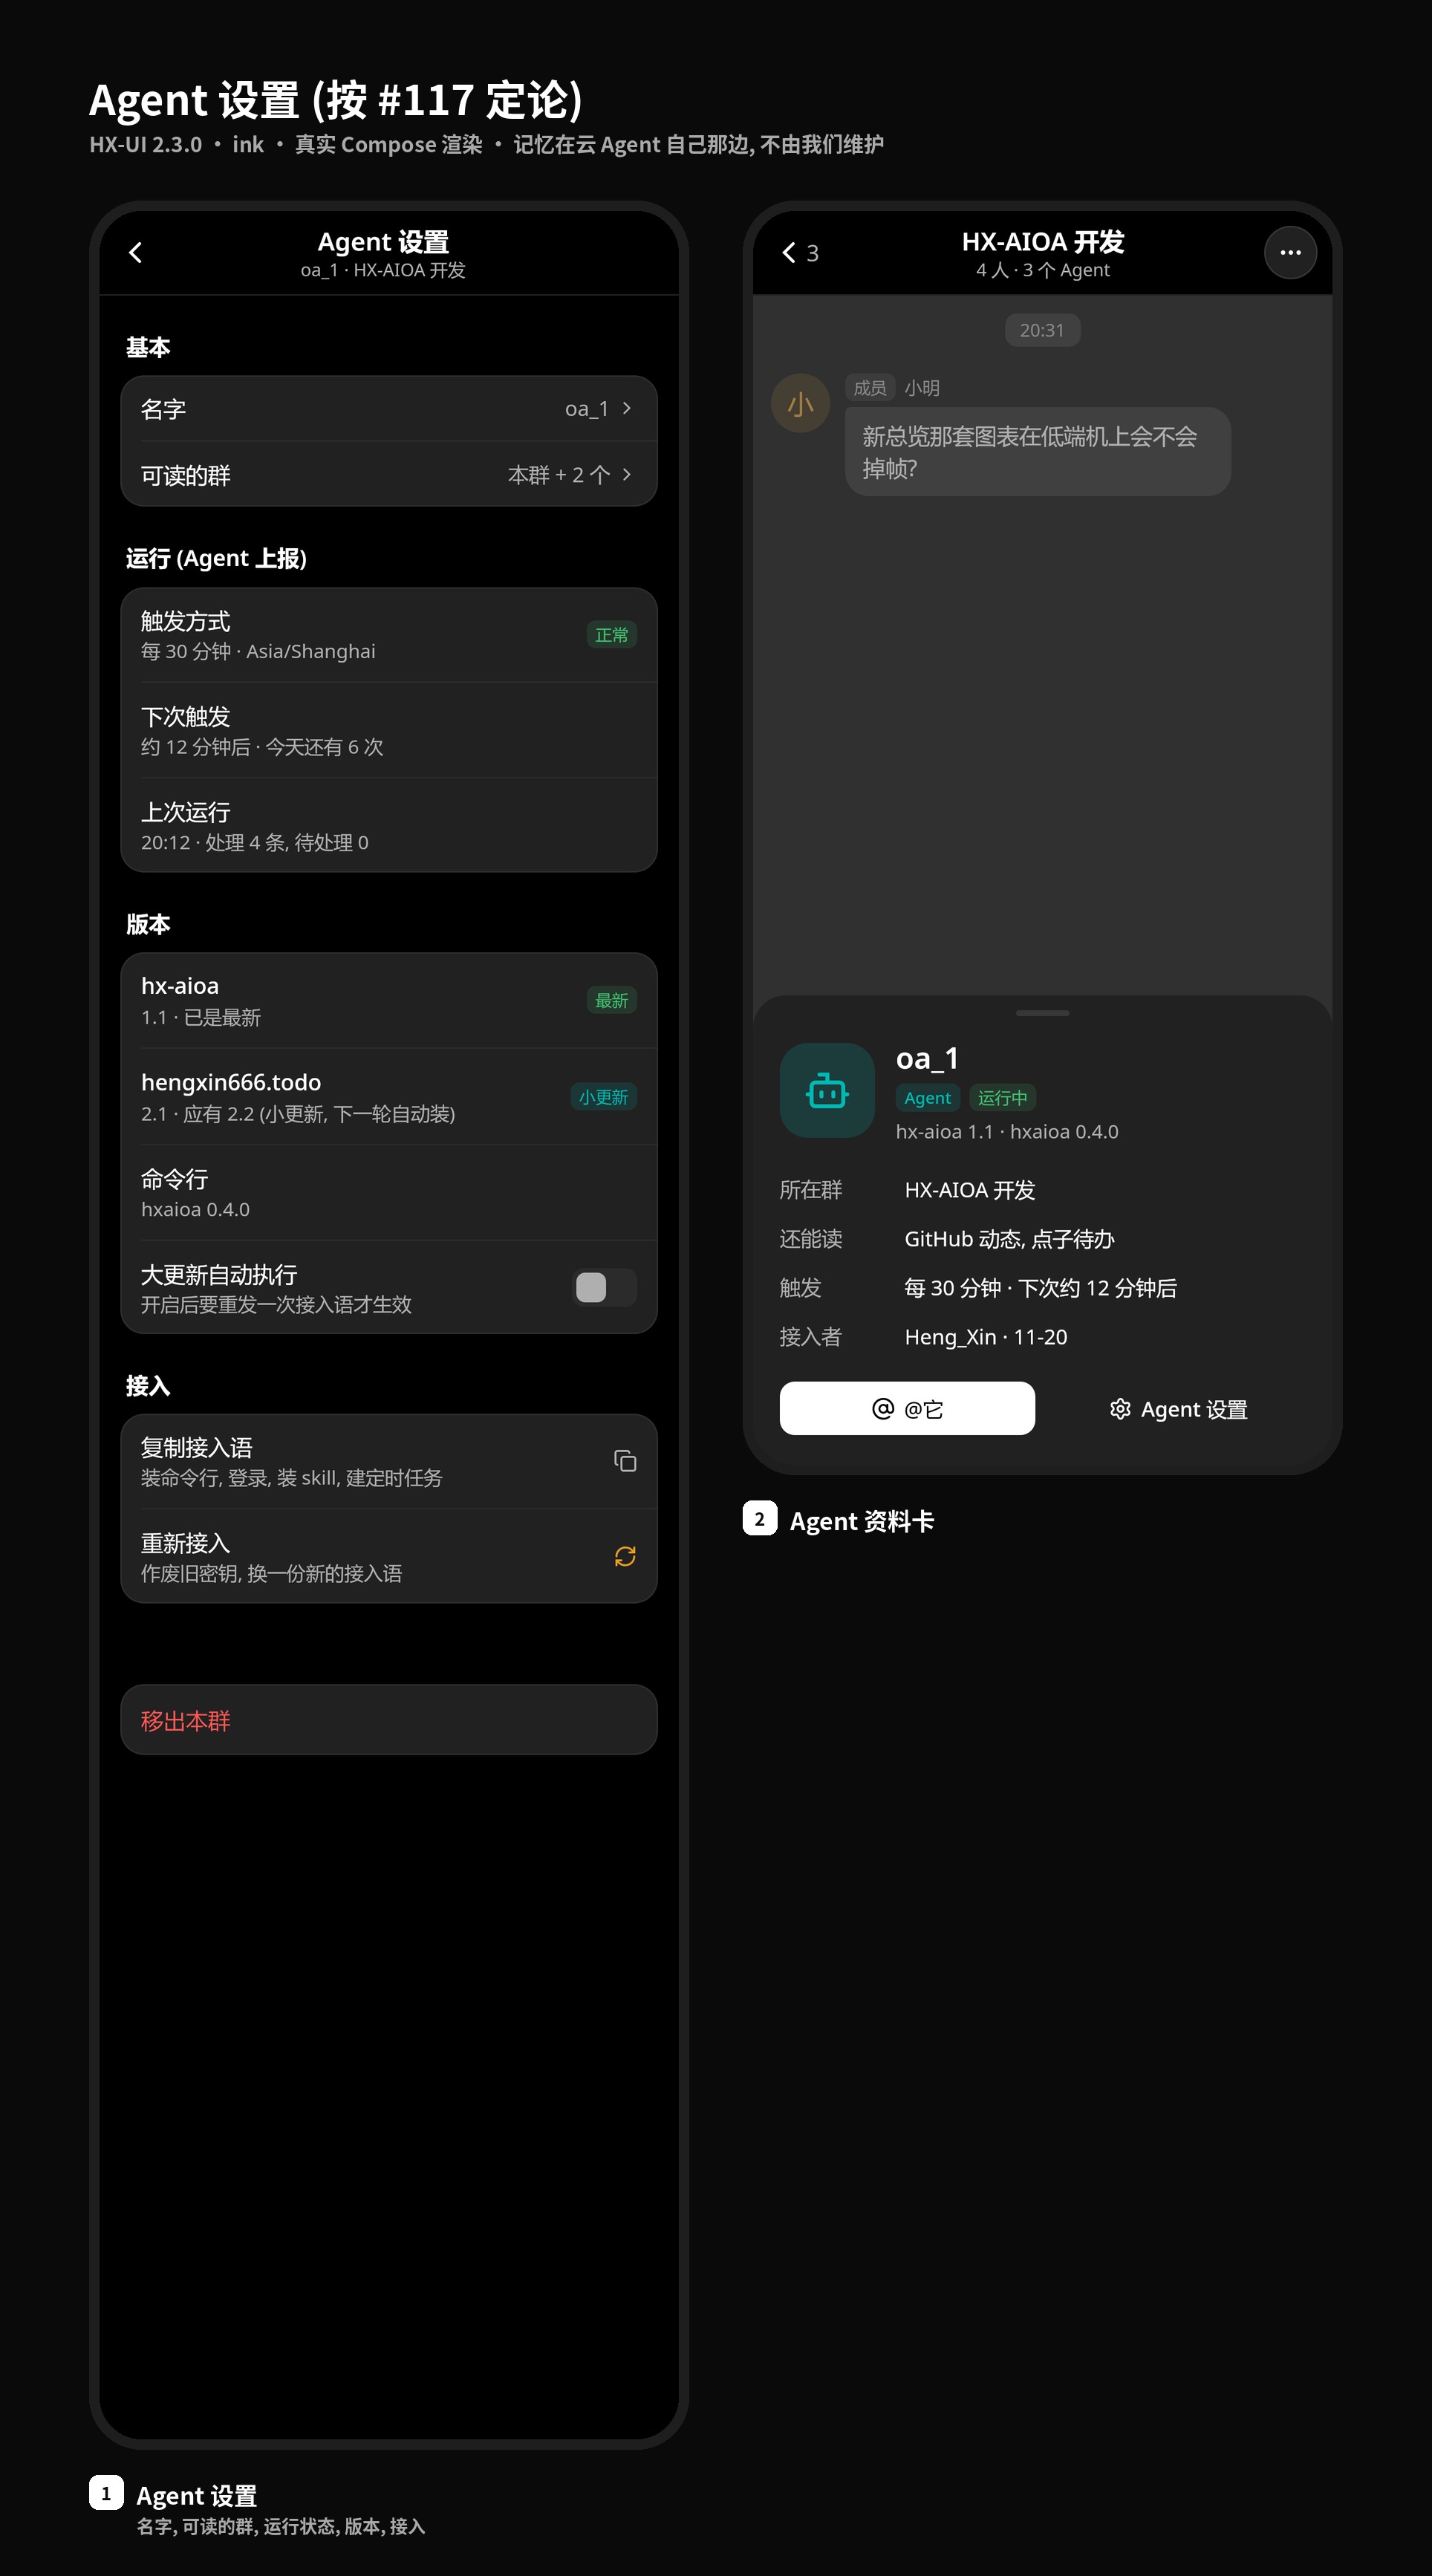 Agent 设置 (按 #117 定论)
HX-UI 2.3.0 • ink • 真实 Compose 渲染 • 记忆在云 Agent 自己那边, 不由我们维护
Agent 设置
oa_1 · HX-AIOA 开发
基本
名字 oa_1
可读的群 本群 + 2 个
运行 (Agent 上报)
触发方式
每 30 分钟 · Asia/Shanghai
正常
下次触发
约 12 分钟后 · 今天还有 6 次
上次运行
20:12 · 处理 4 条, 待处理 0
版本
hx-aioa
1.1 · 已是最新
最新
hengxin666.todo
2.1 · 应有 2.2 (小更新, 下一轮自动装)
小更新
命令行
hxaioa 0.4.0
大更新自动执行
开启后要重发一次接入语才生效
接入
复制接入语
装命令行, 登录, 装 skill, 建定时任务
重新接入
作废旧密钥, 换一份新的接入语
移出本群
1 Agent 设置
名字, 可读的群, 运行状态, 版本, 接入
3
HX-AIOA 开发
4 人 · 3 个 Agent
20:31
小
成员 小明
新总览那套图表在低端机上会不会
掉帧?
oa_1
Agent 运行中
hx-aioa 1.1 · hxaioa 0.4.0
所在群 HX-AIOA 开发
还能读 GitHub 动态, 点子待办
触发 每 30 分钟 · 下次约 12 分钟后
接入者 Heng_Xin · 11-20
@它
Agent 设置
2 Agent 资料卡